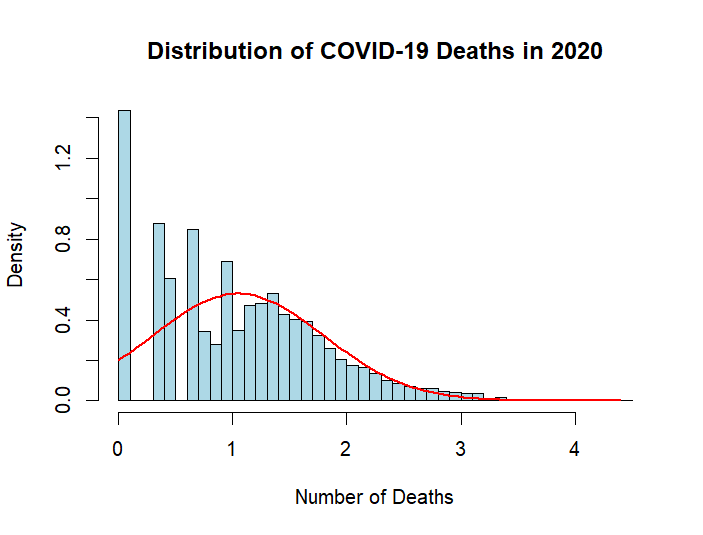 Distribution of COVID-19 Deaths in 2020
Density
1.2
0.8
0.4
0.0
0 1 2 3 4
Number of Deaths